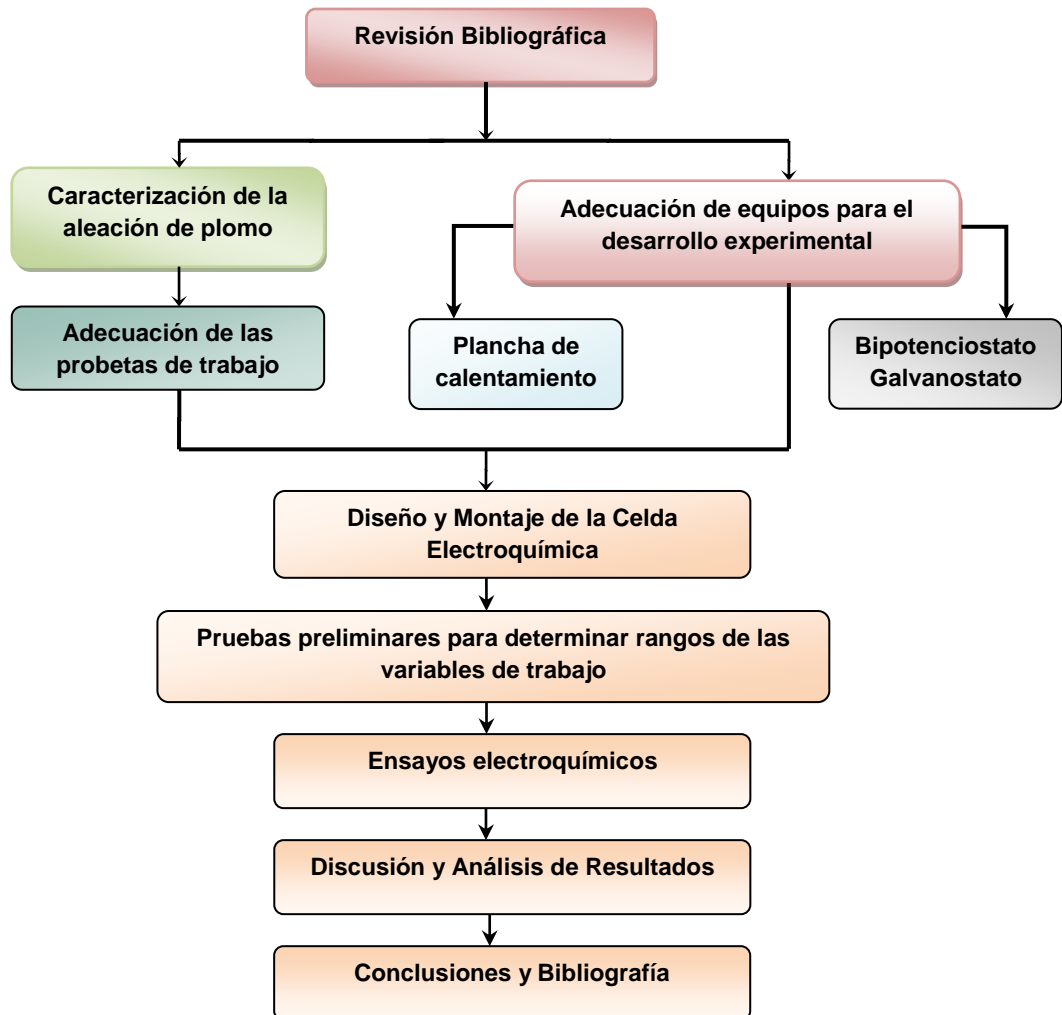 Revisión Bibliográfica
Caracterización de la
aleación de plomo
Adecuación de equipos para el
desarrollo experimental
Adecuación de las
probetas de trabajo
Plancha de
calentamiento
Bipotenciostato
Galvanostato
Diseño y Montaje de la Celda
Electroquímica
Pruebas preliminares para determinar rangos de las
variables de trabajo
Ensayos electroquímicos
Discusión y Análisis de Resultados
Conclusiones y Bibliografía